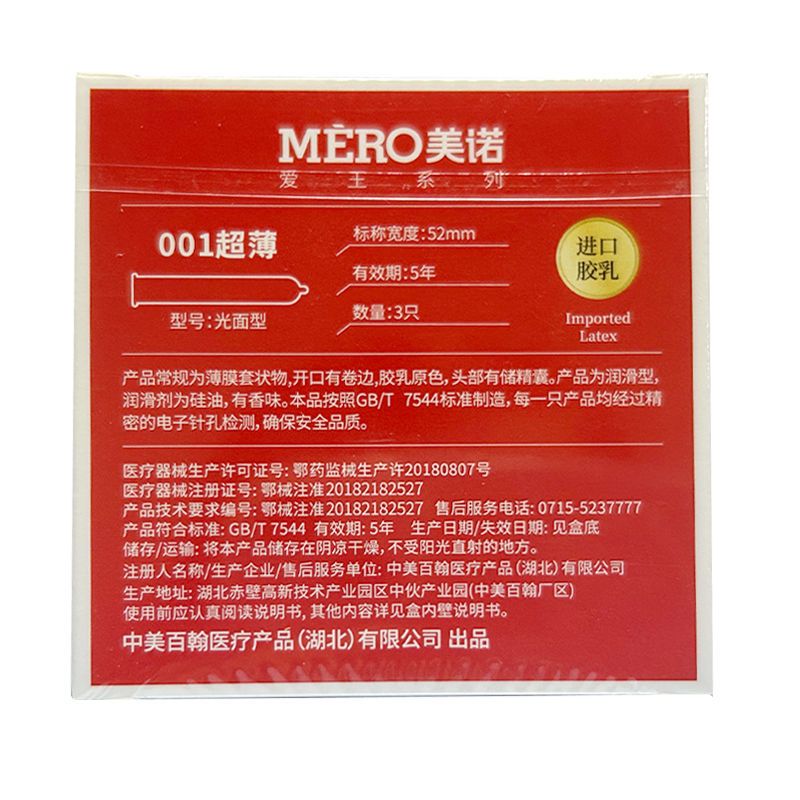 MÈRO美诺
爱王系列
001超薄
型号:光面型
标称宽度:52mm
有效期:5年
数量:3只
进口
胶乳
Imported
Latex
产品常规为薄膜套状物,开口有卷边,胶乳原色,头部有储精囊。产品为润滑型,
润滑剂为硅油,有香味。本品按照GB/T 7544标准制造,每一只产品均经过精
密的电子针孔检测,确保安全品质。
医疗器械生产许可证号: 鄂药监械生产许20180807号
医疗器械注册证号: 鄂械注准20182182527
产品技术要求编号: 鄂械注准20182182527 售后服务电话: 0715-5237777
产品符合标准: GB/T 7544 有效期: 5年 生产日期/失效日期: 见盒底
储存/运输: 将本产品储存在阴凉干燥, 不受阳光直射的地方。
注册人名称/生产企业/售后服务单位: 中美百翰医疗产品(湖北)有限公司
生产地址: 湖北赤壁高新技术产业园区中伙产业园(中美百翰厂区)
使用前应认真阅读说明书, 其他内容详见盒内壁说明书。
中美百翰医疗产品(湖北)有限公司 出品